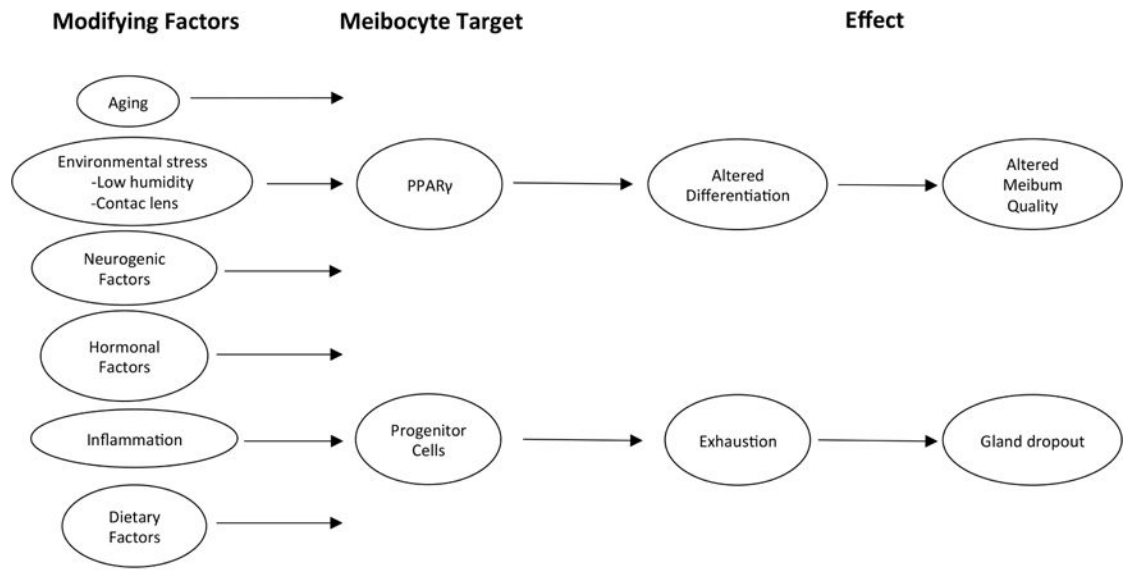 Modifying Factors
Meibocyte Target
Effect
Aging
Environmental stress
-Low humidity
-Contac lens
PPARγ
Altered
Differentiation
Altered
Meibum
Quality
Neurogenic
Factors
Hormonal
Factors
Inflammation
Progenitor
Cells
Exhaustion
Gland dropout
Dietary
Factors